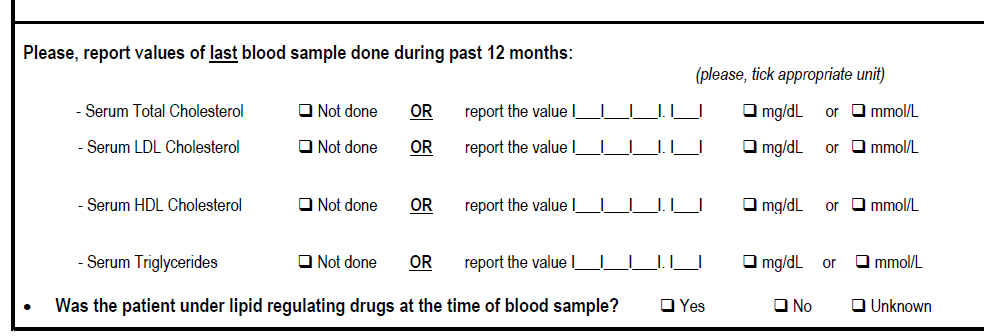 Please, report values of last blood sample done during past 12 months:
(please, tick appropriate unit)
- Serum Total Cholesterol ❑ Not done OR report the value I___I___I___I. I___I ❑ mg/dL or ❑ mmol/L
- Serum LDL Cholesterol ❑ Not done OR report the value I___I___I___I. I___I ❑ mg/dL or ❑ mmol/L
- Serum HDL Cholesterol ❑ Not done OR report the value I___I___I___I. I___I ❑ mg/dL or ❑ mmol/L
- Serum Triglycerides ❑ Not done OR report the value I___I___I___I. I___I ❑ mg/dL or ❑ mmol/L
• Was the patient under lipid regulating drugs at the time of blood sample? ❑ Yes ❑ No ❑ Unknown